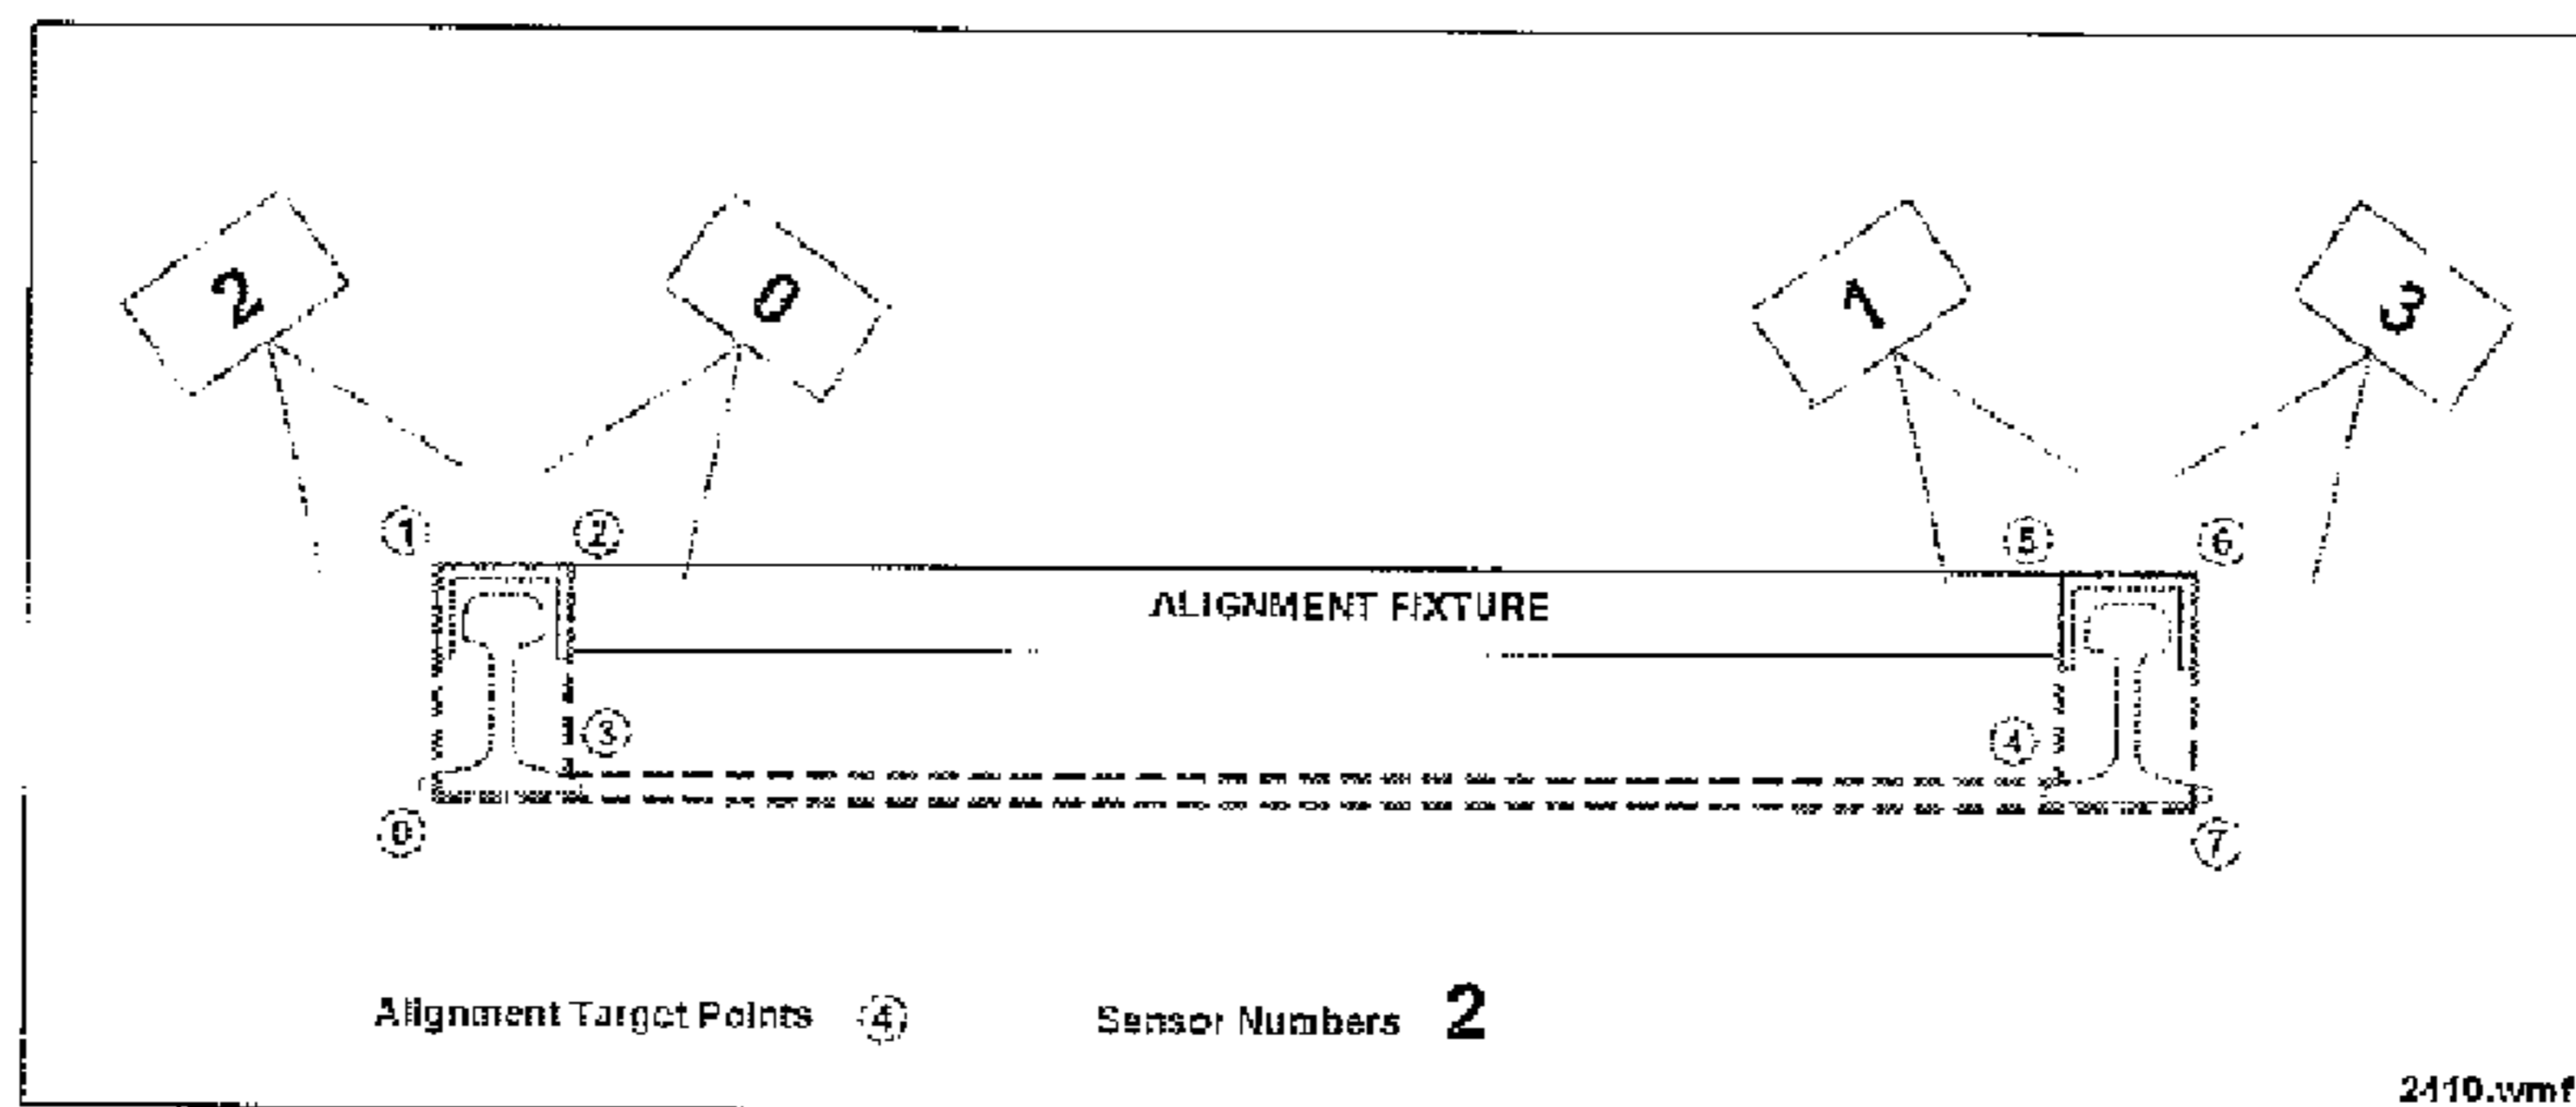 2 0 1 3
1 2 5 6
ALIGNMENT FIXTURE
3 4
0 7
Alignment Target Points 4 Sensor Numbers 2
2410.wmf